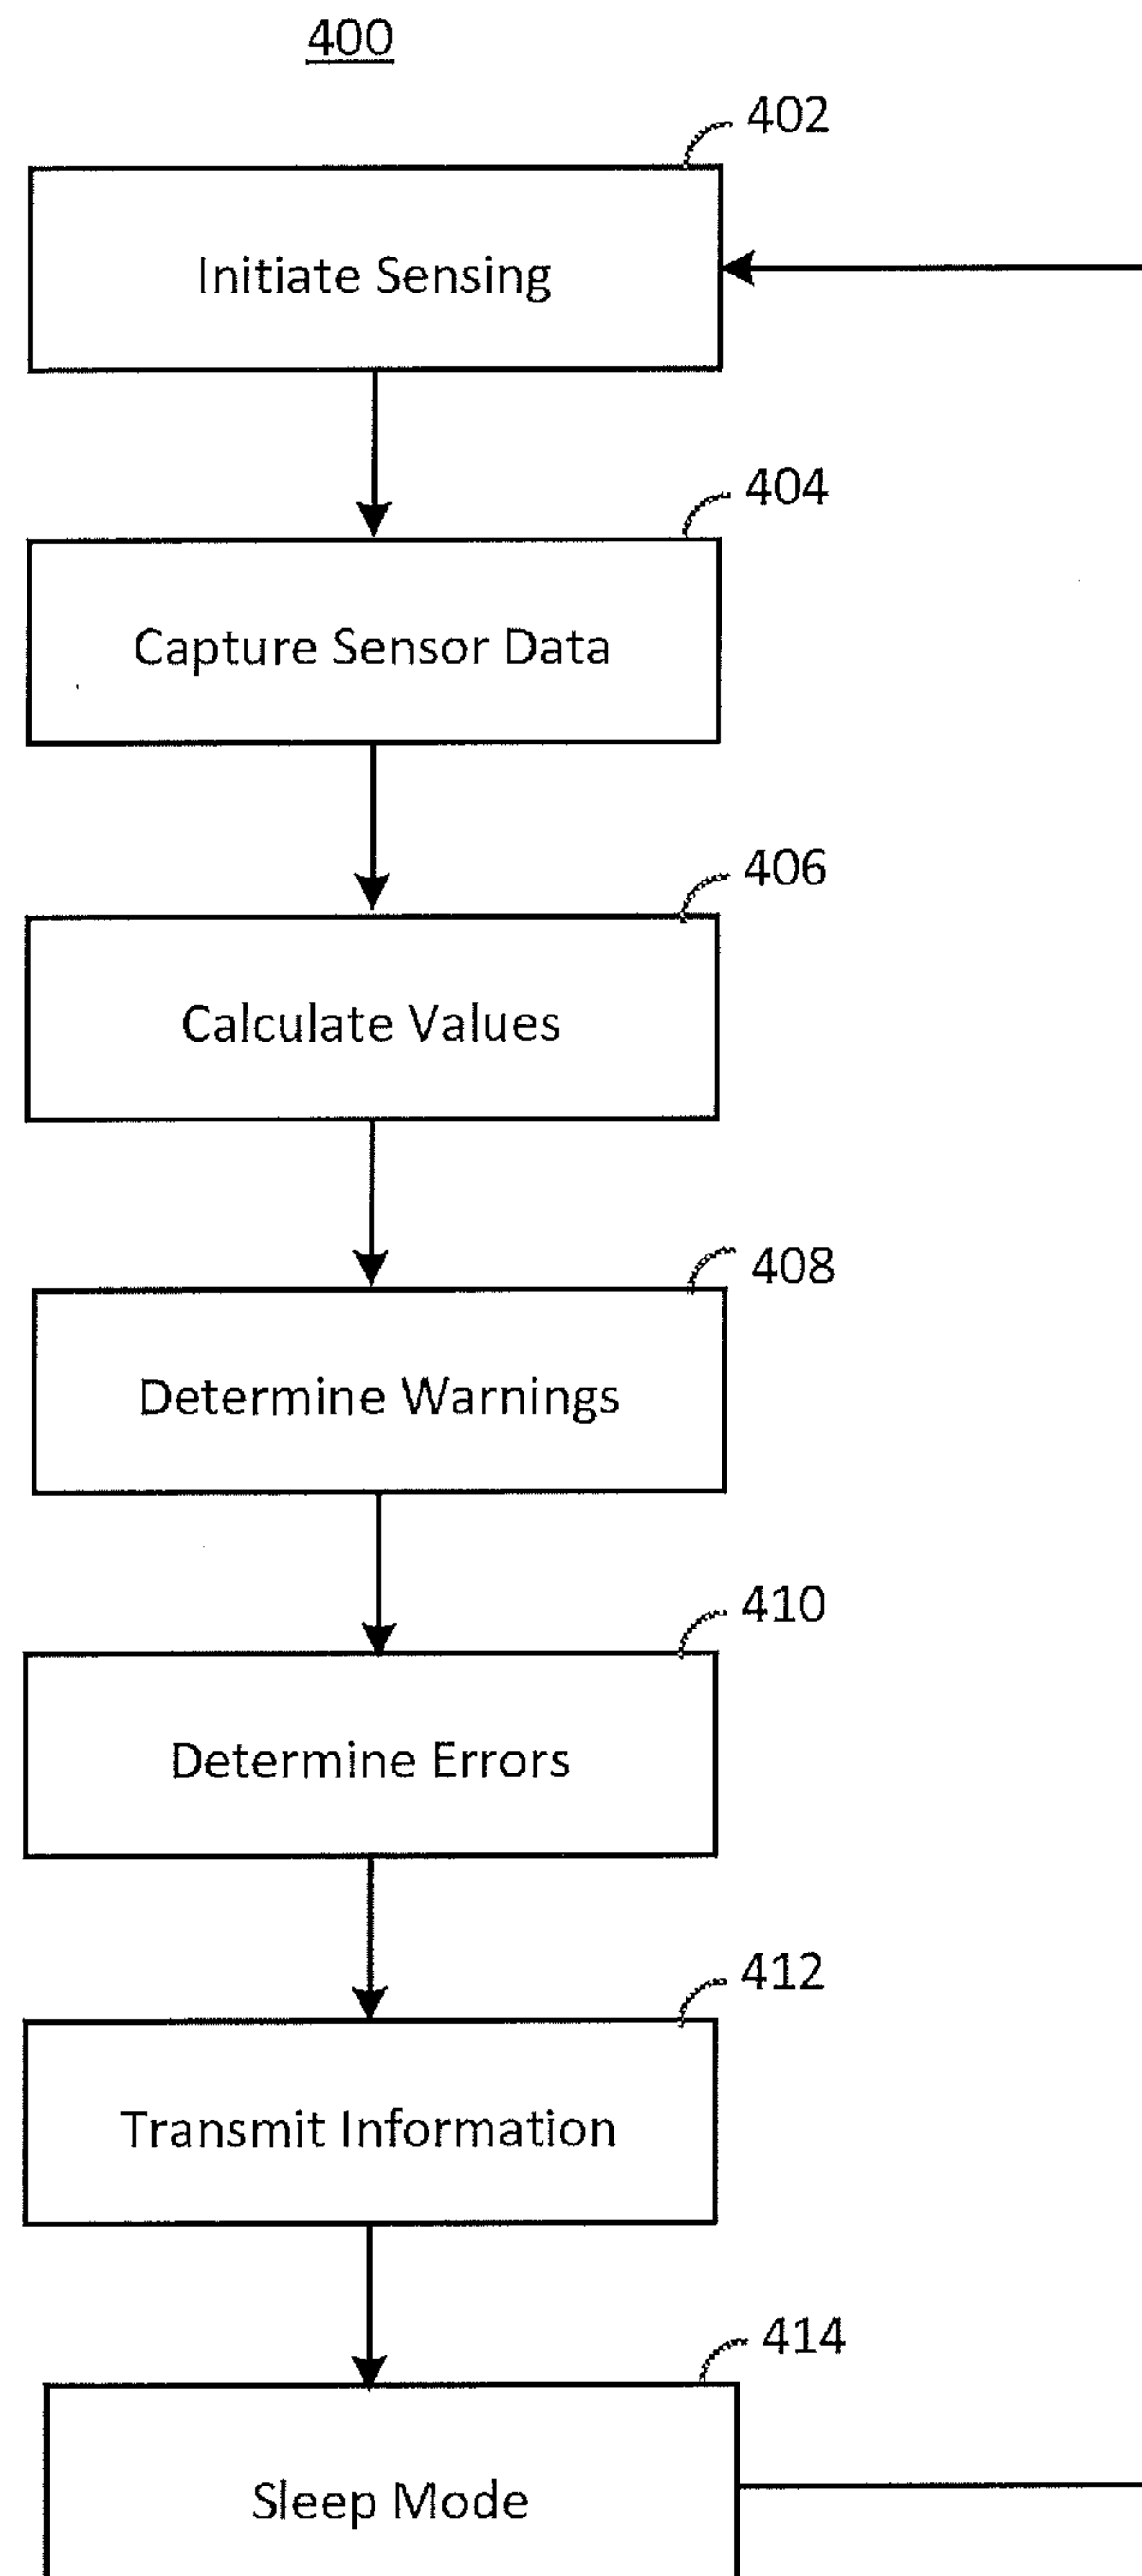 400
402
Initiate Sensing
404
Capture Sensor Data
406
Calculate Values
408
Determine Warnings
410
Determine Errors
412
Transmit Information
414
Sleep Mode